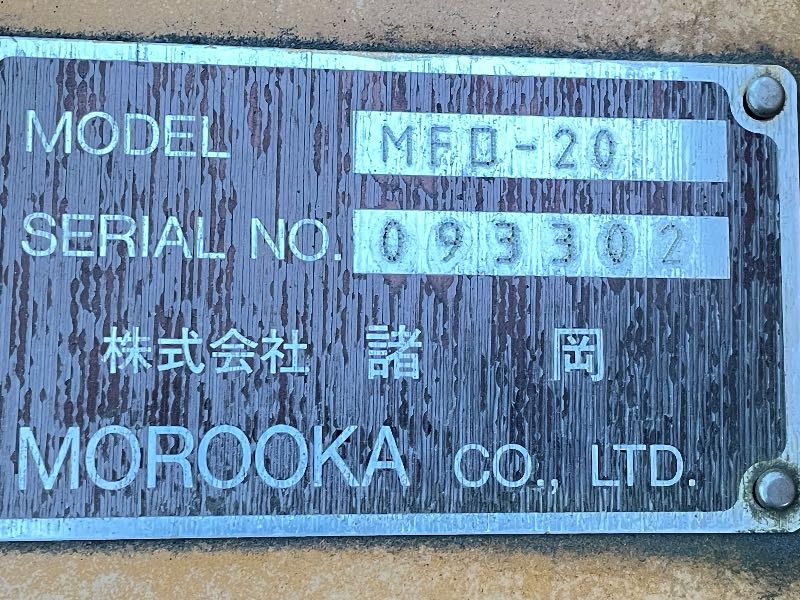 MODEL MFD-20
SERIAL NO. 093302
株式会社 諸岡
MOROOKA CO., LTD.